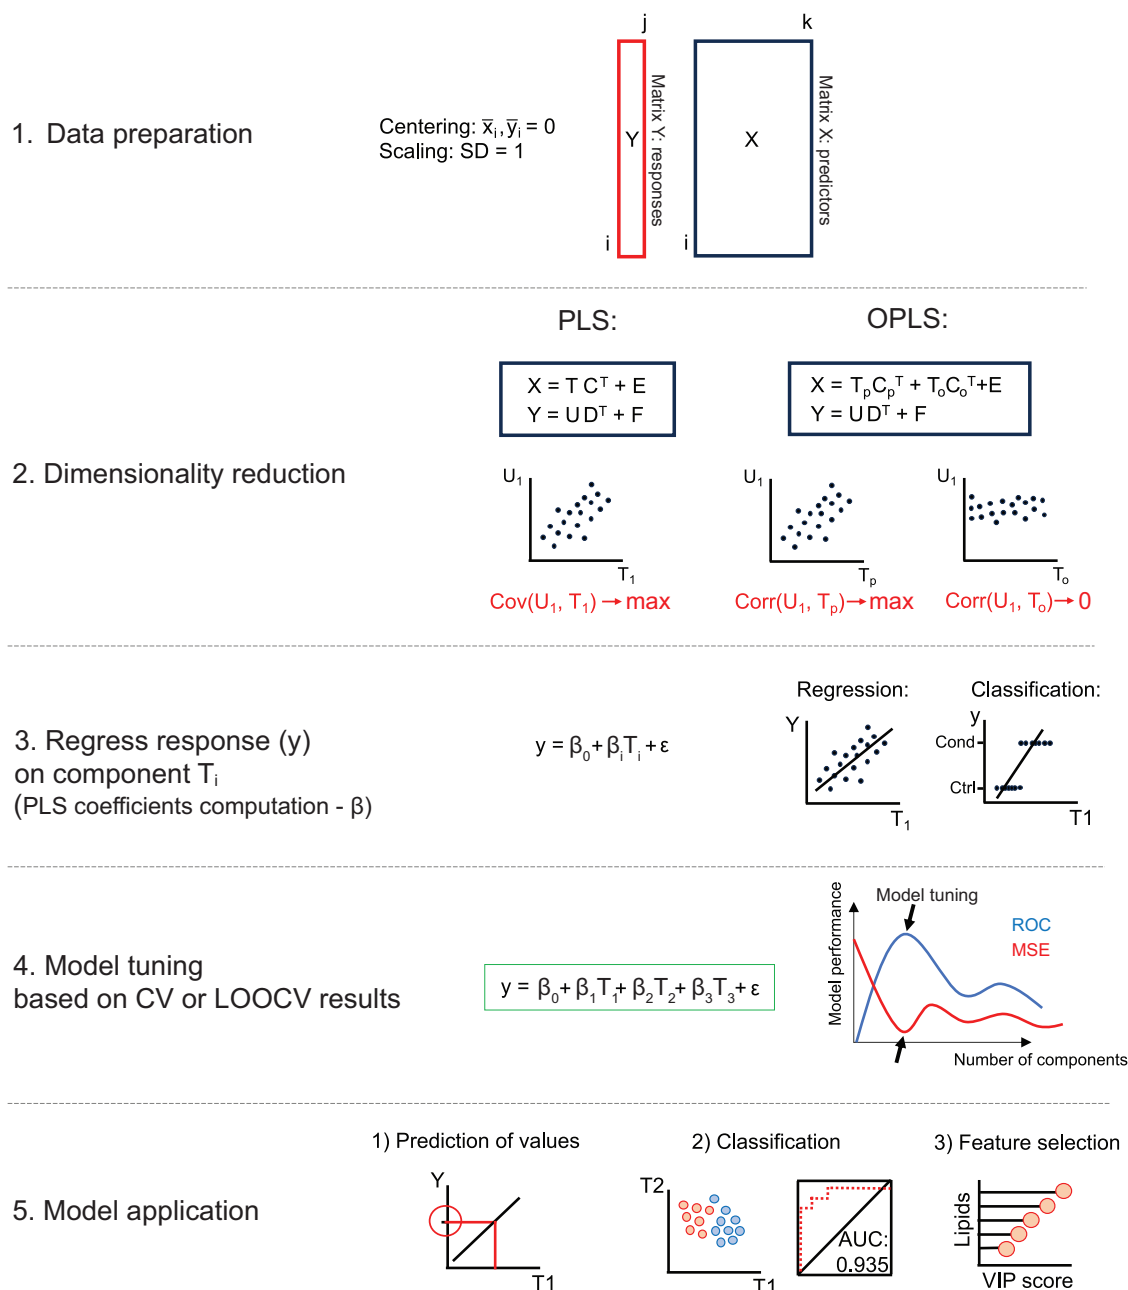 1. Data preparation
Centering: x̅ᵢ, y̅ᵢ = 0
Scaling: SD = 1
j
i
Y
Matrix Y: responses
k
i
X
Matrix X: predictors
PLS:
OPLS:
2. Dimensionality reduction
X = T Cᵀ + E
Y = U Dᵀ + F
X = TₚCₚᵀ + TₒCₒᵀ+E
Y = U Dᵀ + F
U₁
T₁
Cov(U₁, T₁) → max
U₁
Tₚ
Corr(U₁, Tₚ) → max
U₁
Tₒ
Corr(U₁, Tₒ) → 0
3. Regress response (y)
on component Tᵢ
(PLS coefficients computation - β)
y = β₀ + βᵢTᵢ + ε
Regression:
Y
T₁
Classification:
y
Cond
Ctrl
T1
4. Model tuning
based on CV or LOOCV results
y = β₀ + β₁T₁ + β₂T₂ + β₃T₃ + ε
Model performance
Model tuning
ROC
MSE
Number of components
5. Model application
1) Prediction of values
Y
T1
2) Classification
T2
T1
AUC:
0.935
3) Feature selection
Lipids
VIP score